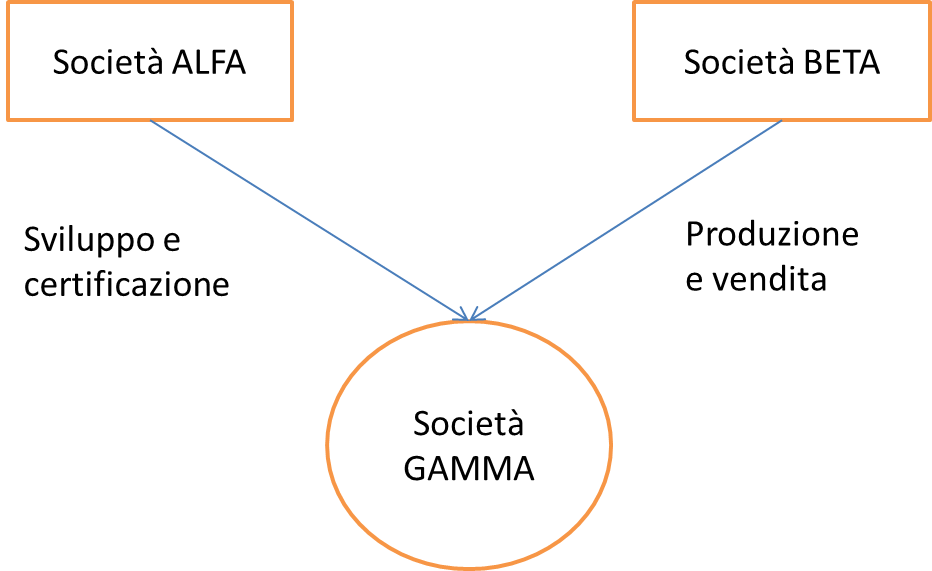 Società ALFA
Società BETA
Sviluppo e
certificazione
Produzione
e vendita
Società
GAMMA